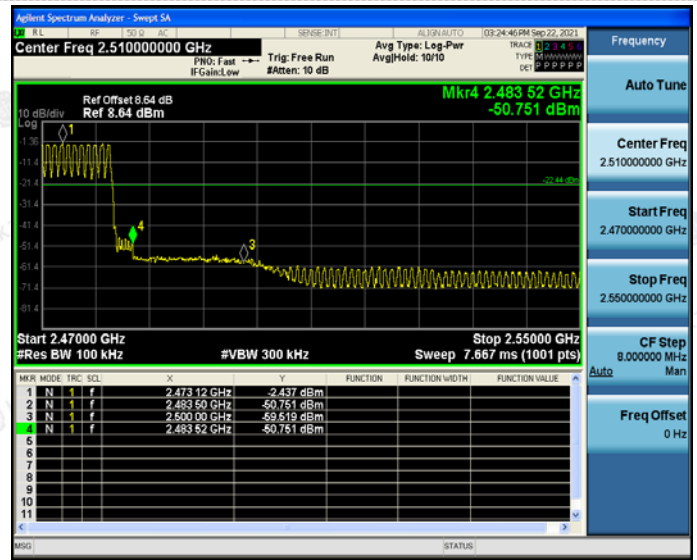 Agilent Spectrum Analyzer - Swept SA
RL RF 50 Ω AC SENSE:INT ALIGNAUTO 03:24:46 PM Sep 22, 2021
Center Freq 2.510000000 GHz
PNO: Fast
IFGain:Low
Trig: Free Run
#Atten: 10 dB
Avg Type: Log-Pwr
Avg|Hold: 10/10
TRACE 1 2 3 4 5 6
TYPE MWWWWW
DET P P P P P P
Frequency
Auto Tune
Center Freq
2.510000000 GHz
Start Freq
2.470000000 GHz
Stop Freq
2.550000000 GHz
CF Step
8.000000 MHz
Auto Man
Freq Offset
0 Hz
Mkr4 2.483 52 GHz
-50.751 dBm
Ref Offset 8.64 dB
10 dB/div Ref 8.64 dBm
Log
1
-1.36
-11.4
-21.4
-22.44 dBm
-31.4
-41.4
4
-51.4
3
-61.4
-71.4
-81.4
Start 2.47000 GHz Stop 2.55000 GHz
#Res BW 100 kHz #VBW 300 kHz Sweep 7.667 ms (1001 pts)
MKR MODE TRC SCL X Y FUNCTION FUNCTION WIDTH FUNCTION VALUE
1 N 1 f 2.473 12 GHz -2.437 dBm
2 N 1 f 2.483 50 GHz -50.751 dBm
3 N 1 f 2.500 00 GHz -59.519 dBm
4 N 1 f 2.483 52 GHz -50.751 dBm
5
6
7
8
9
10
11
MSG STATUS